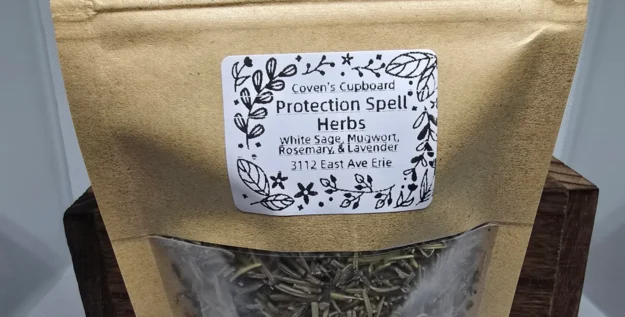 Coven's Cupboard
Protection Spell
Herbs
White Sage, Mugwort,
Rosemary, & Lavender
3112 East Ave Erie